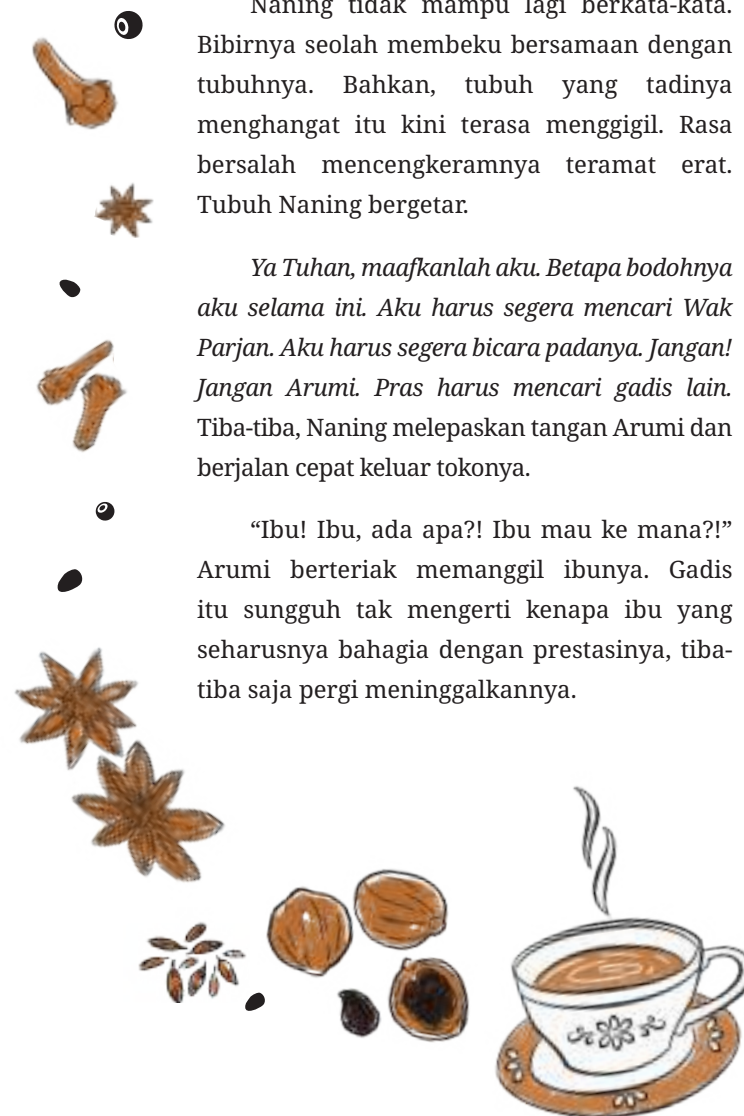 Naning tidak mampu lagi berkata-kata.
Bibirnya seolah membeku bersamaan dengan
tubuhnya. Bahkan, tubuh yang tadinya
menghangat itu kini terasa menggigil. Rasa
bersalah mencengkeramnya teramat erat.
Tubuh Naning bergetar.
Ya Tuhan, maafkanlah aku. Betapa bodohnya
aku selama ini. Aku harus segera mencari Wak
Parjan. Aku harus segera bicara padanya. Jangan!
Jangan Arumi. Pras harus mencari gadis lain.
Tiba-tiba, Naning melepaskan tangan Arumi dan
berjalan cepat keluar tokonya.
“Ibu! Ibu, ada apa?! Ibu mau ke mana?!”
Arumi berteriak memanggil ibunya. Gadis
itu sungguh tak mengerti kenapa ibu yang
seharusnya bahagia dengan prestasinya, tiba-
tiba saja pergi meninggalkannya.